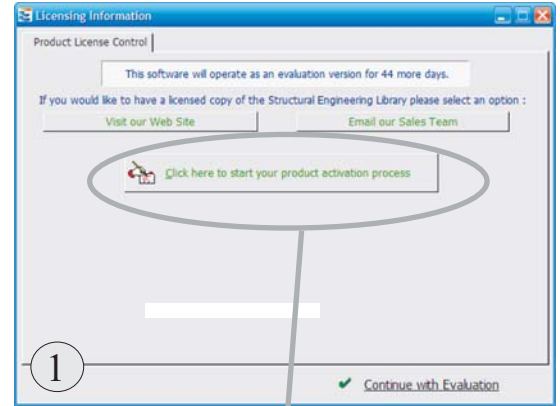 Licensing Information
Product License Control
This software will operate as an evaluation version for 44 more days.
If you would like to have a licensed copy of the Structural Engineering Library please select an option :
Visit our Web Site
Email our Sales Team
Click here to start your product activation process
1
Continue with Evaluation